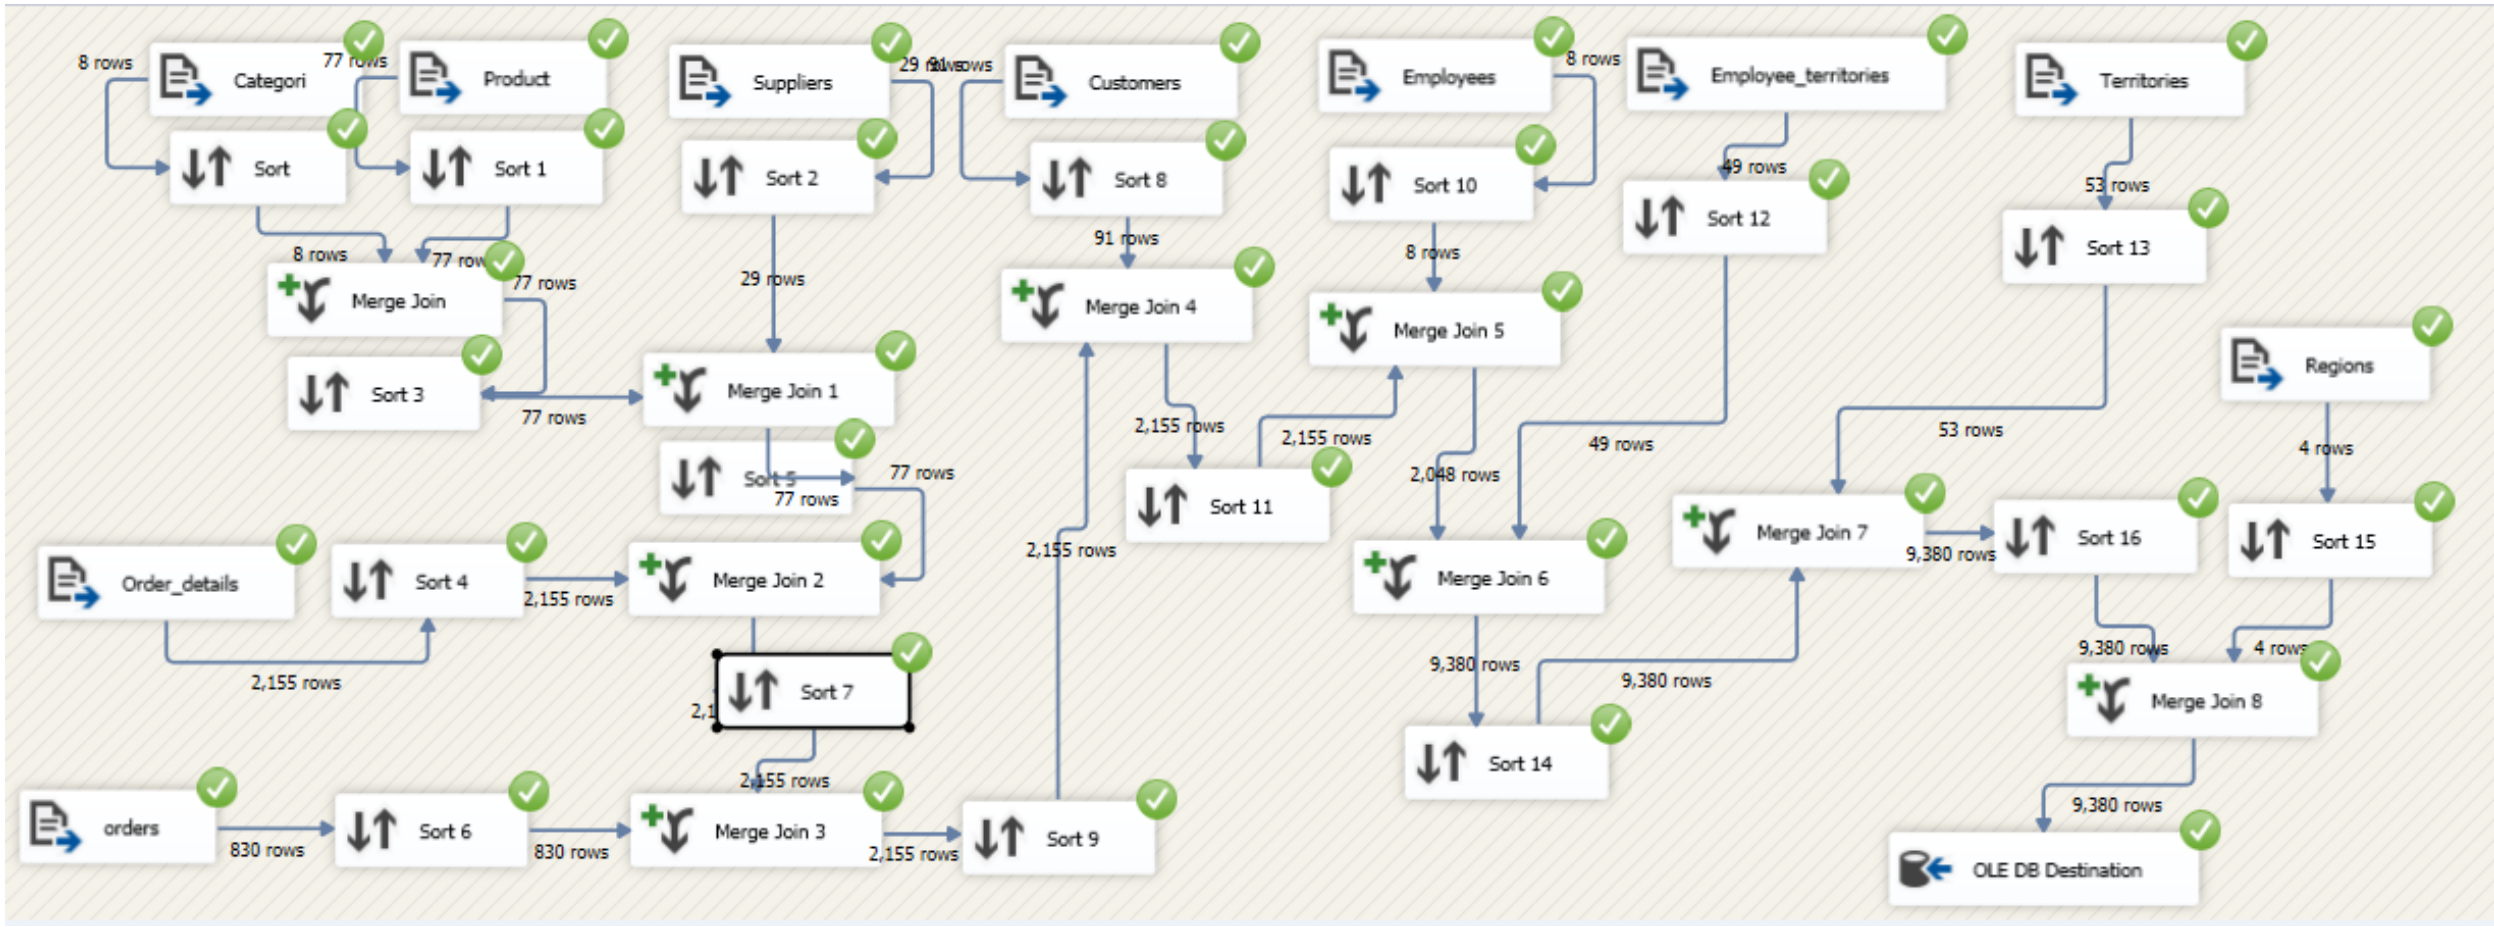 8 rows
Categori
77 rows
Product
Suppliers
29 rows
91 rows
Customers
Employees
8 rows
Employee_territories
Territories
Sort
Sort 1
Sort 2
Sort 8
Sort 10
49 rows
Sort 12
53 rows
Sort 13
8 rows
77 rows
Merge Join
77 rows
29 rows
91 rows
Merge Join 4
8 rows
Merge Join 5
Regions
Sort 3
77 rows
Merge Join 1
2,155 rows
2,155 rows
49 rows
53 rows
4 rows
Sort 5
77 rows
77 rows
2,048 rows
Sort 11
Merge Join 7
9,380 rows
Sort 16
Sort 15
Order_details
Sort 4
2,155 rows
Merge Join 2
2,155 rows
Merge Join 6
2,155 rows
2,1
Sort 7
9,380 rows
9,380 rows
9,380 rows
4 rows
Merge Join 8
2,155 rows
Sort 14
orders
830 rows
Sort 6
830 rows
Merge Join 3
2,155 rows
Sort 9
9,380 rows
OLE DB Destination